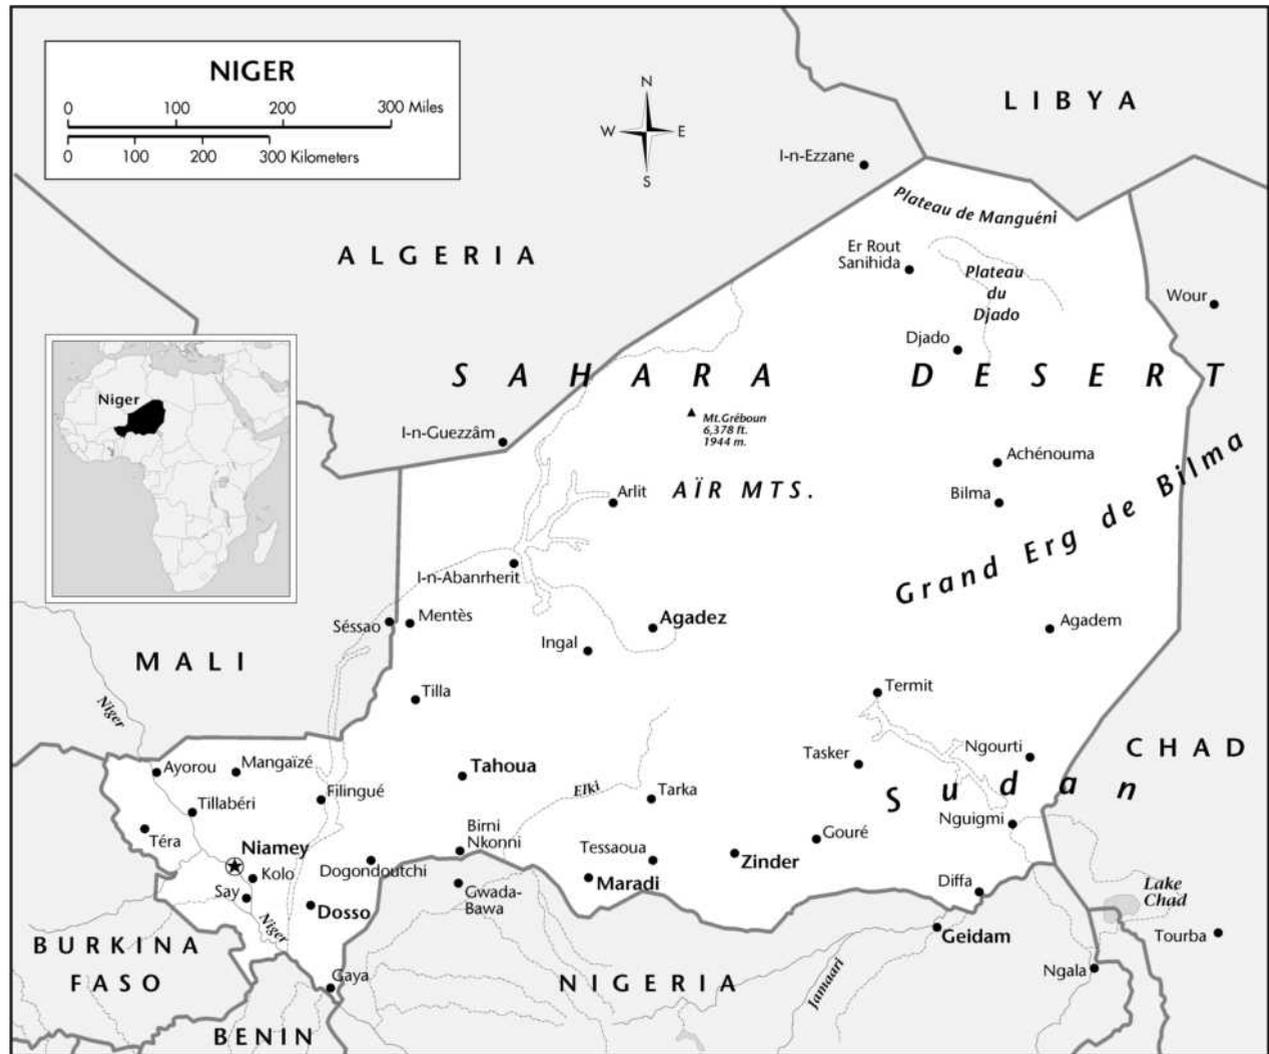 NIGER
0 100 200 300 Miles
0 100 200 300 Kilometers
N
W E
S
LIBYA
I-n-Ezzane
Plateau de Manguéni
ALGERIA
Er Rout
Sanihida
Plateau
du
Djado
Wour
Djado
SAHARA DESERT
Niger
Mt.Gréboun
6,378 ft.
1944 m.
I-n-Guezzâm
Achénouma
Arlit
AÏR MTS.
Bilma
Grand Erg de Bilma
I-n-Abanrherit
Séssao
Mentès
Agadez
Agadem
Ingal
MALI
Tilla
Termit
Niger
Ayorou
Mangaïzé
Tahoua
Tasker
Ngourti
CHAD
Filingué
Elki
Tarka
Sudan
Tillabéri
Nguigmi
Téra
Birni
Nkonni
Gouré
Niamey
Tessaoua
Zinder
Kolo
Dogondoutchi
Maradi
Say
Gwada-
Bawa
Diffa
Lake
Chad
Dosso
Niger
Geidam
Tourba
BURKINA
FASO
Gaya
NIGERIA
Jamaari
Ngala
BENIN